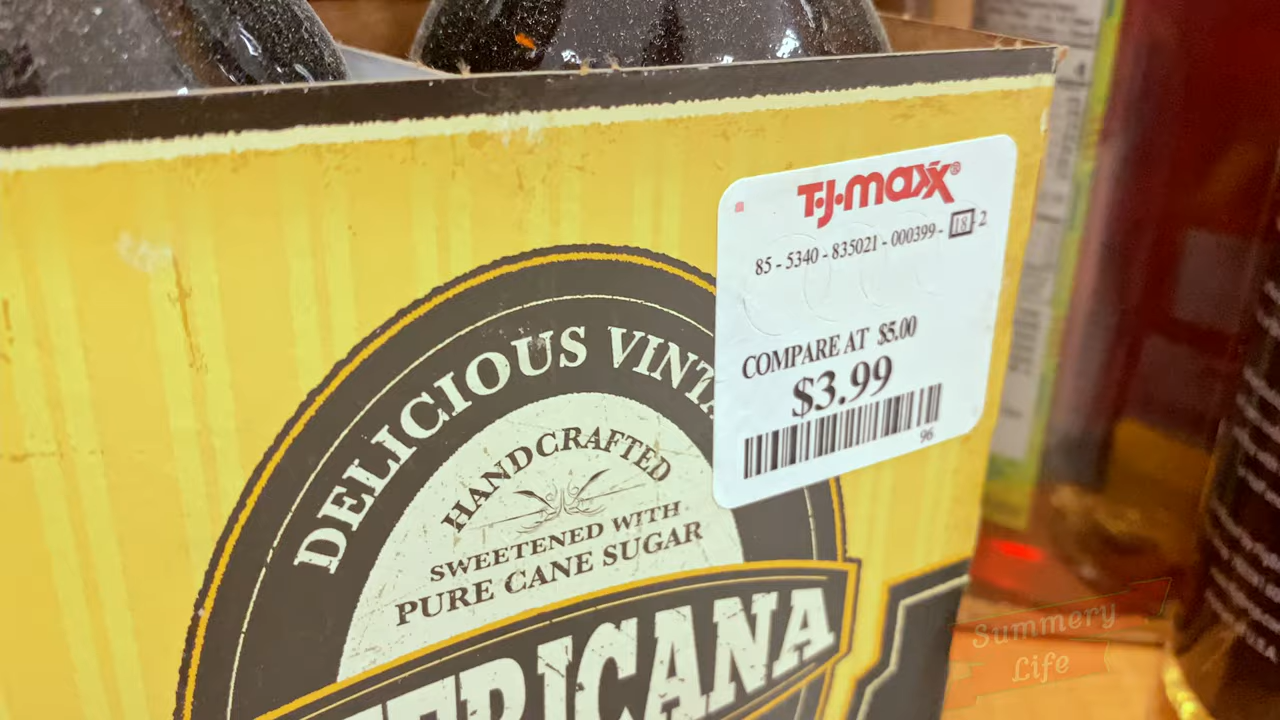 T·J·maxx®
85 - 5340 - 835021 - 000399 - 18 - 2
COMPARE AT $5.00
$3.99
96
DELICIOUS VINTA
HANDCRAFTED
SWEETENED WITH
PURE CANE SUGAR
ERICANA
Summery
Life